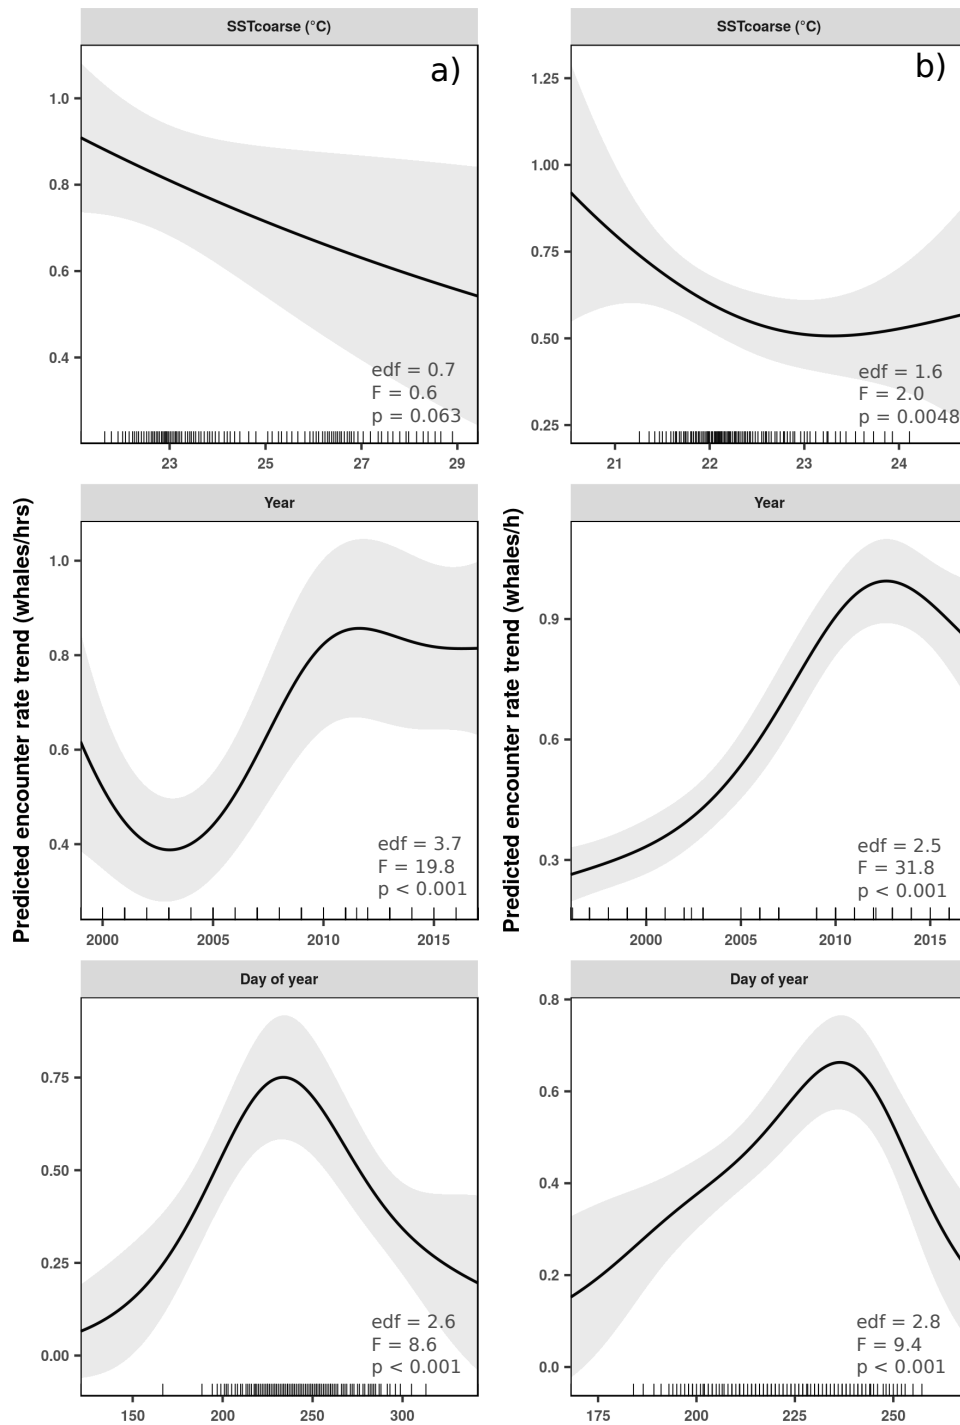 SSTcoarse (°C)
a)
1.0
0.8
0.6
0.4
edf = 0.7
F = 0.6
p = 0.063
23 25 27 29
SSTcoarse (°C)
b)
1.25
1.00
0.75
0.50
0.25
edf = 1.6
F = 2.0
p = 0.0048
21 22 23 24
Predicted encounter rate trend (whales/hrs)
Year
1.0
0.8
0.6
0.4
edf = 3.7
F = 19.8
p < 0.001
2000 2005 2010 2015
Predicted encounter rate trend (whales/h)
Year
0.9
0.6
0.3
edf = 2.5
F = 31.8
p < 0.001
2000 2005 2010 2015
Day of year
0.75
0.50
0.25
0.00
edf = 2.6
F = 8.6
p < 0.001
150 200 250 300
Day of year
0.8
0.6
0.4
0.2
0.0
edf = 2.8
F = 9.4
p < 0.001
175 200 225 250